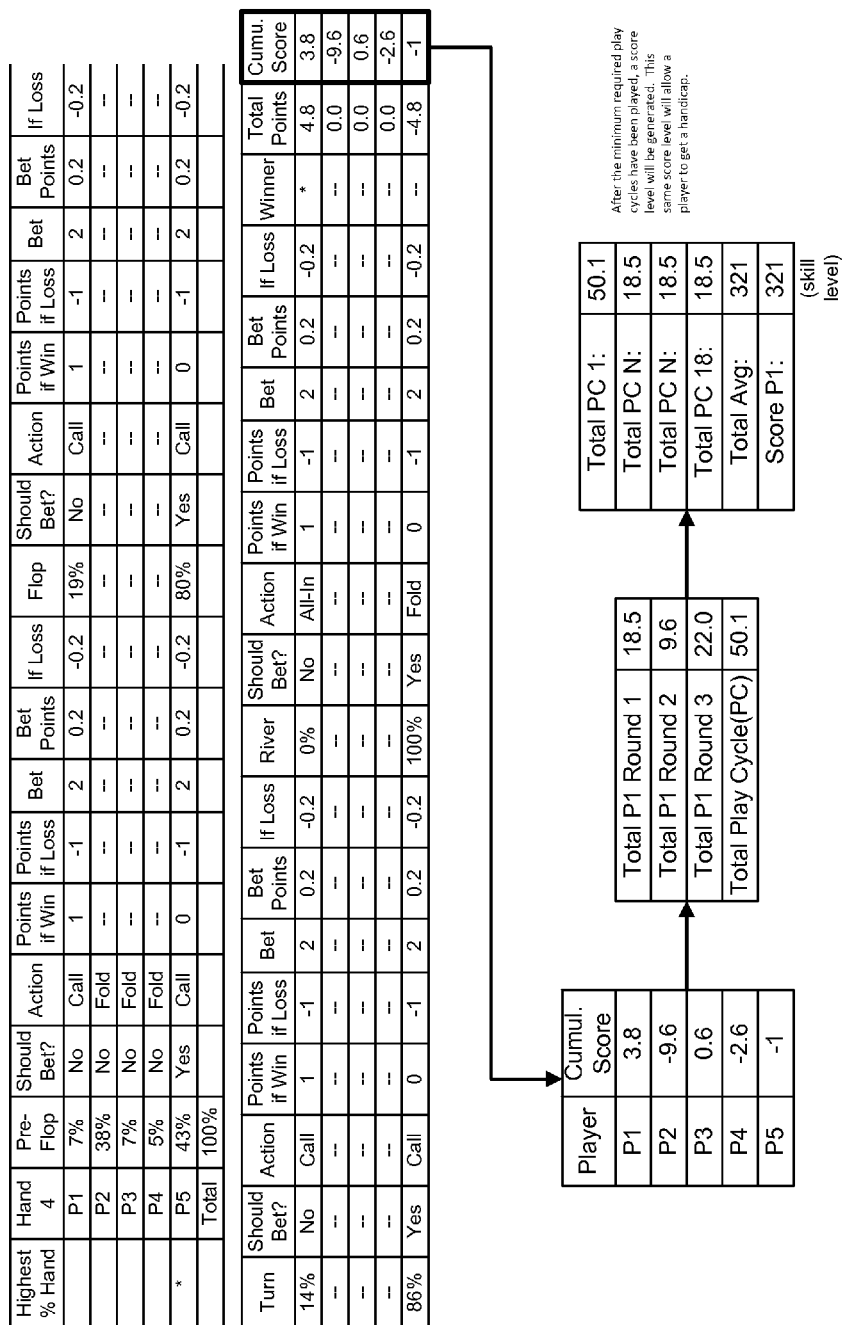 Highest % Hand | Hand 4 | Pre-Flop | Should Bet? | Action | Points if Win | Points if Loss | Bet | Bet Points | If Loss | Flop | Should Bet? | Action | Points if Win | Points if Loss | Bet | Bet Points | If Loss
P1 | 7% | No | Call | 1 | -1 | 2 | 0.2 | -0.2 | 19% | No | Call | 1 | -1 | 2 | 0.2 | -0.2
P2 | 38% | No | Fold | -- | -- | -- | -- | -- | -- | -- | -- | -- | -- | -- | -- | --
P3 | 7% | No | Fold | -- | -- | -- | -- | -- | -- | -- | -- | -- | -- | -- | -- | --
P4 | 5% | No | Fold | -- | -- | -- | -- | -- | -- | -- | -- | -- | -- | -- | -- | --
* | P5 | 43% | Yes | Call | 0 | -1 | 2 | 0.2 | -0.2 | 80% | Yes | Call | 0 | -1 | 2 | 0.2 | -0.2
Total | 100%
Turn | Should Bet? | Action | Points if Win | Points if Loss | Bet | Bet Points | If Loss | River | Should Bet? | Action | Points if Win | Points if Loss | Bet | Bet Points | If Loss | Winner | Total Points | Cumu. Score
14% | No | Call | 1 | -1 | 2 | 0.2 | -0.2 | 0% | No | All-In | 1 | -1 | 2 | 0.2 | -0.2 | * | 4.8 | 3.8
-- | -- | -- | -- | -- | -- | -- | -- | -- | -- | -- | -- | -- | -- | -- | -- | -- | 0.0 | -9.6
-- | -- | -- | -- | -- | -- | -- | -- | -- | -- | -- | -- | -- | -- | -- | -- | -- | 0.0 | 0.6
-- | -- | -- | -- | -- | -- | -- | -- | -- | -- | -- | -- | -- | -- | -- | -- | -- | 0.0 | -2.6
86% | Yes | Call | 0 | -1 | 2 | 0.2 | -0.2 | 100% | Yes | Fold | 0 | -1 | 2 | 0.2 | -0.2 | -- | -4.8 | -1
Player | Cumul. Score
P1 | 3.8
P2 | -9.6
P3 | 0.6
P4 | -2.6
P5 | -1
Total P1 Round 1 | 18.5
Total P1 Round 2 | 9.6
Total P1 Round 3 | 22.0
Total Play Cycle(PC) | 50.1
Total PC 1: | 50.1
Total PC N: | 18.5
Total PC N: | 18.5
Total PC 18: | 18.5
Total Avg: | 321
Score P1: | 321
(skill
level)
After the minimum required play
cycles have been played, a score
level will be generated. This
same score level will allow a
player to get a handicap.